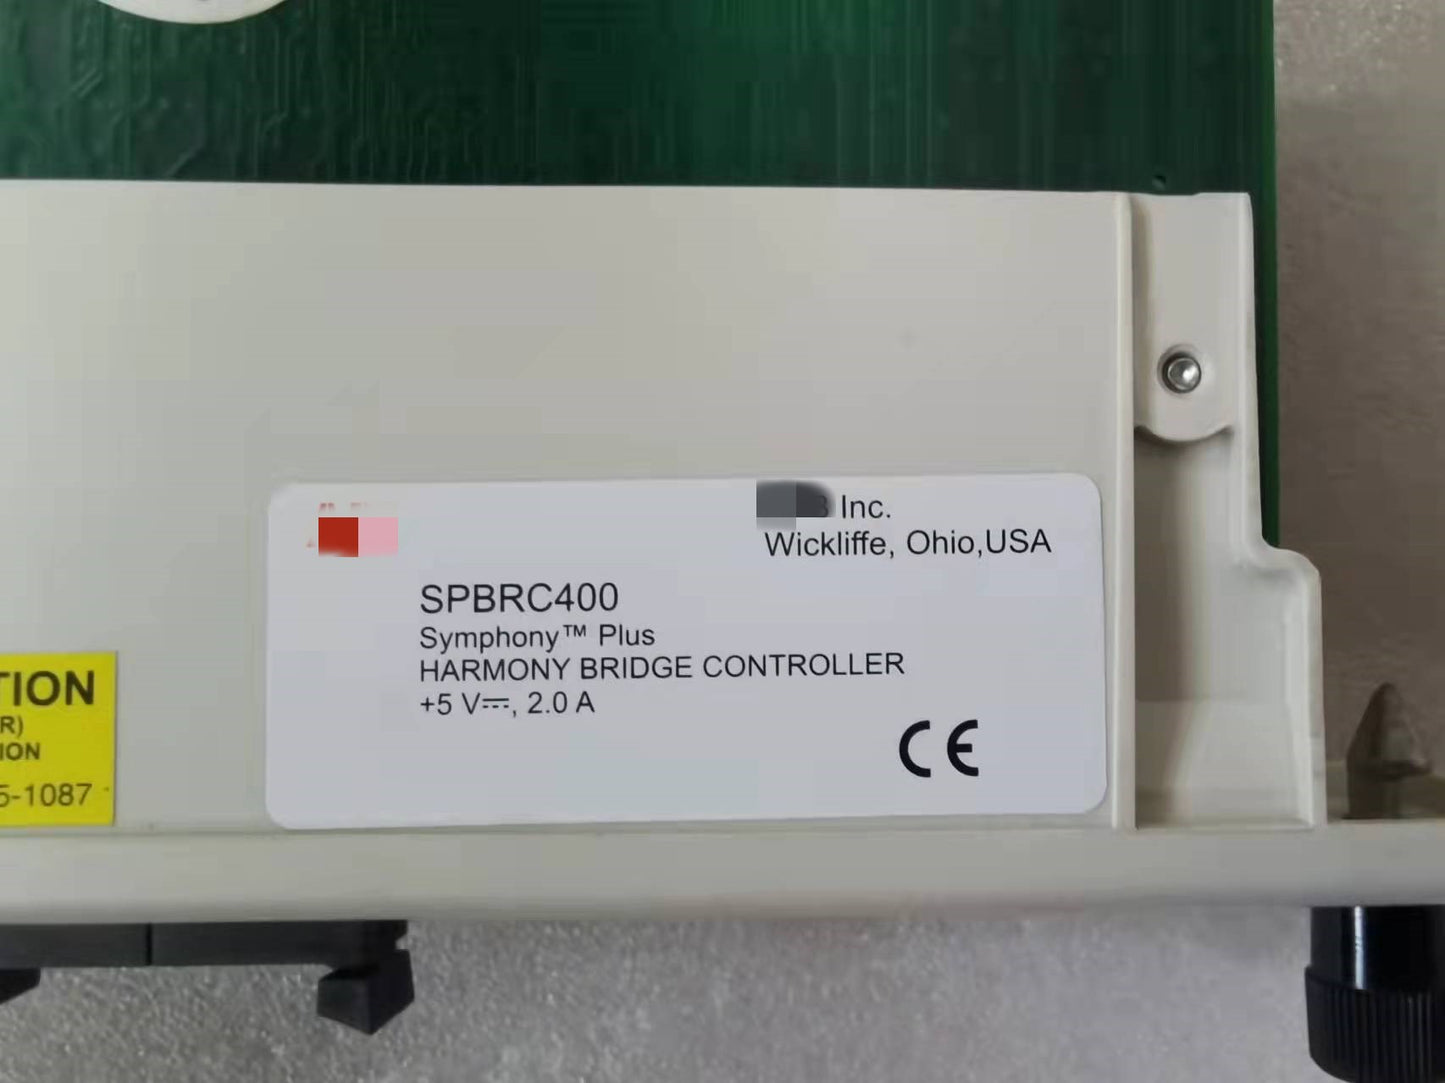 Inc.
Wickliffe, Ohio,USA
SPBRC400
Symphony™ Plus
HARMONY BRIDGE CONTROLLER
+5 V⎓, 2.0 A
CE
TION
R)
ION
5-1087